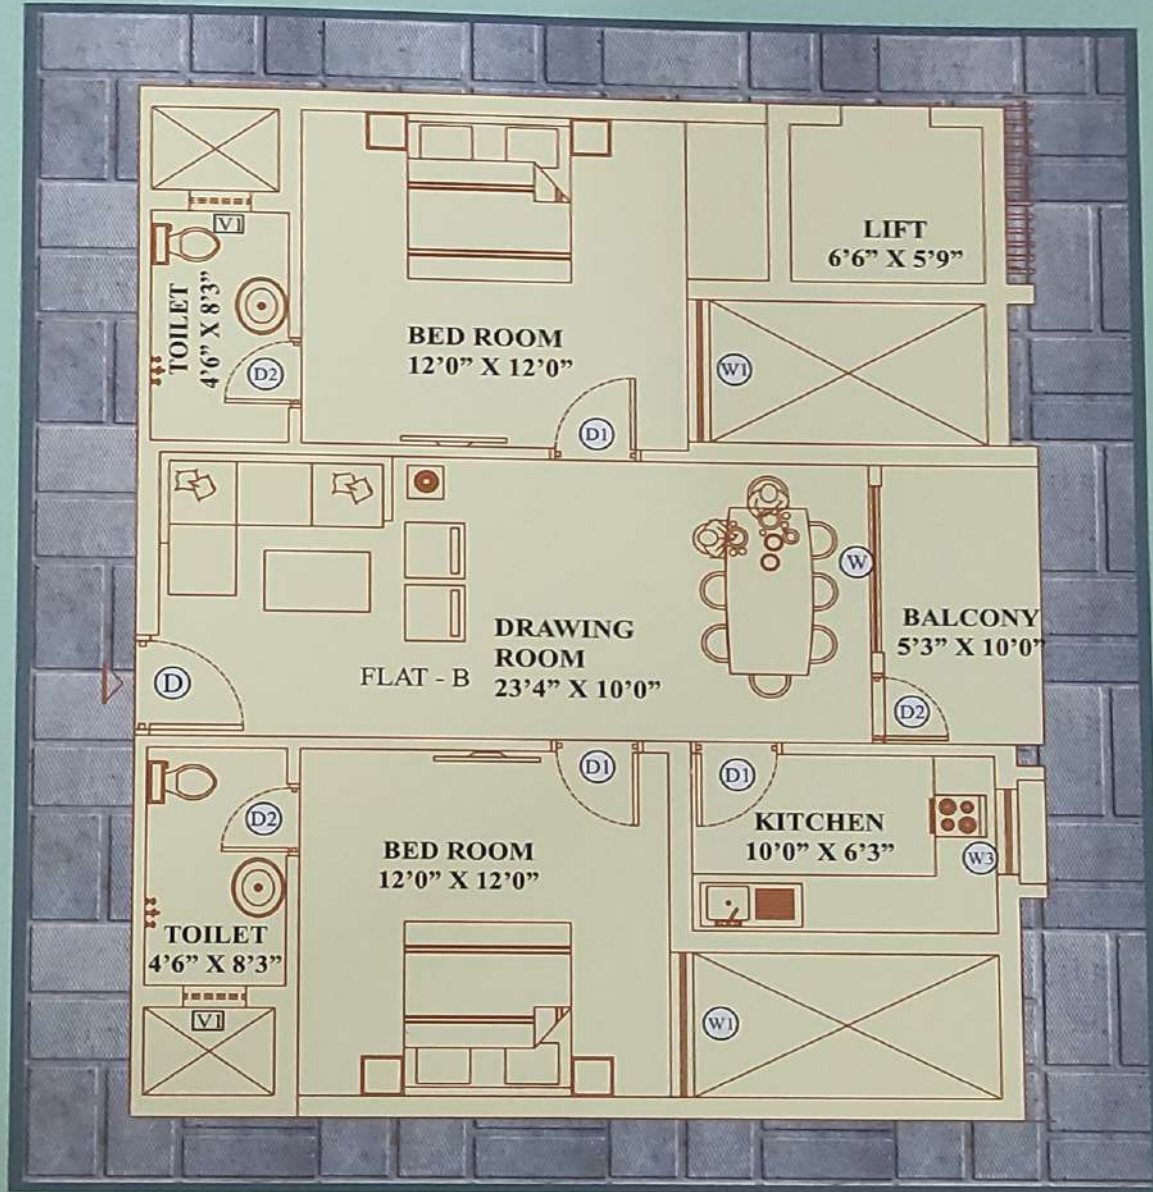 V1
TOILET
4'6” X 8'3”
D2
BED ROOM
12'0” X 12'0”
D1
LIFT
6'6” X 5'9”
W1
W
BALCONY
5'3” X 10'0”
D2
DRAWING
ROOM
23'4” X 10'0”
FLAT - B
D
D1
D1
KITCHEN
10'0” X 6'3”
W3
D2
BED ROOM
12'0” X 12'0”
TOILET
4'6” X 8'3”
V1
W1